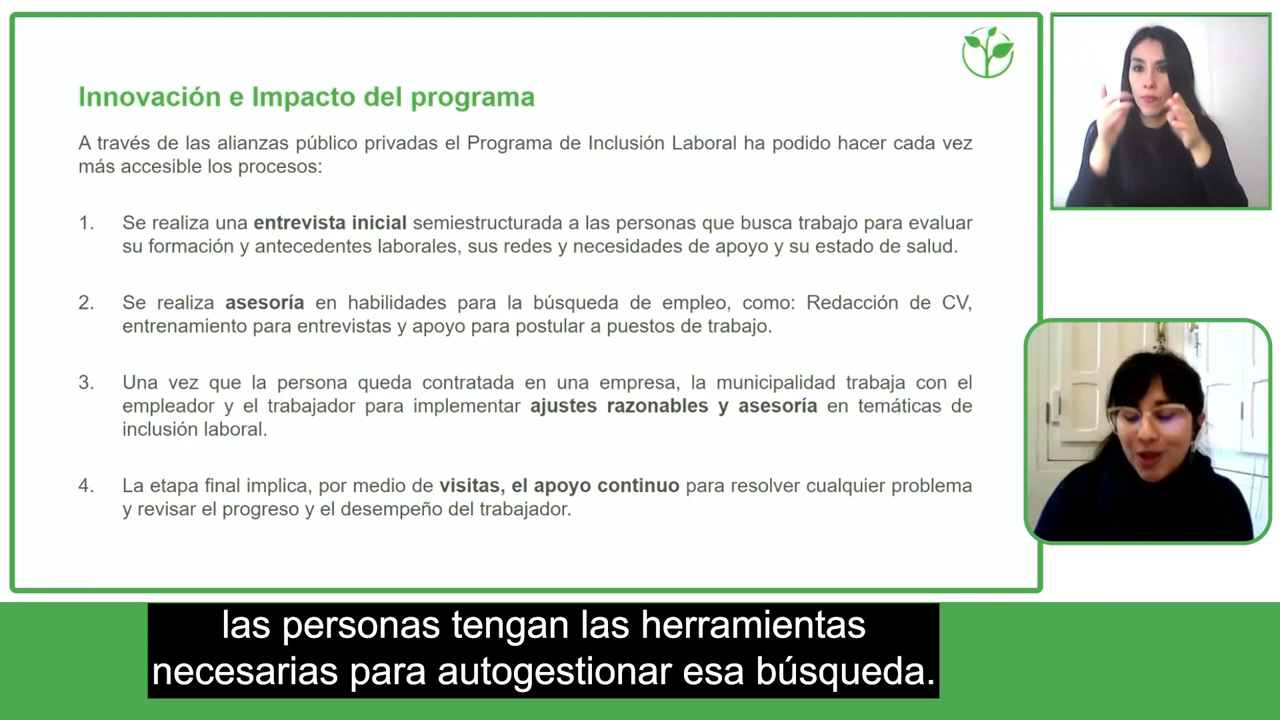 Innovación e Impacto del programa
A través de las alianzas público privadas el Programa de Inclusión Laboral ha podido hacer cada vez
más accesible los procesos:
1. Se realiza una entrevista inicial semiestructurada a las personas que busca trabajo para evaluar
su formación y antecedentes laborales, sus redes y necesidades de apoyo y su estado de salud.
2. Se realiza asesoría en habilidades para la búsqueda de empleo, como: Redacción de CV,
entrenamiento para entrevistas y apoyo para postular a puestos de trabajo.
3. Una vez que la persona queda contratada en una empresa, la municipalidad trabaja con el
empleador y el trabajador para implementar ajustes razonables y asesoría en temáticas de
inclusión laboral.
4. La etapa final implica, por medio de visitas, el apoyo continuo para resolver cualquier problema
y revisar el progreso y el desempeño del trabajador.
las personas tengan las herramientas
necesarias para autogestionar esa búsqueda.